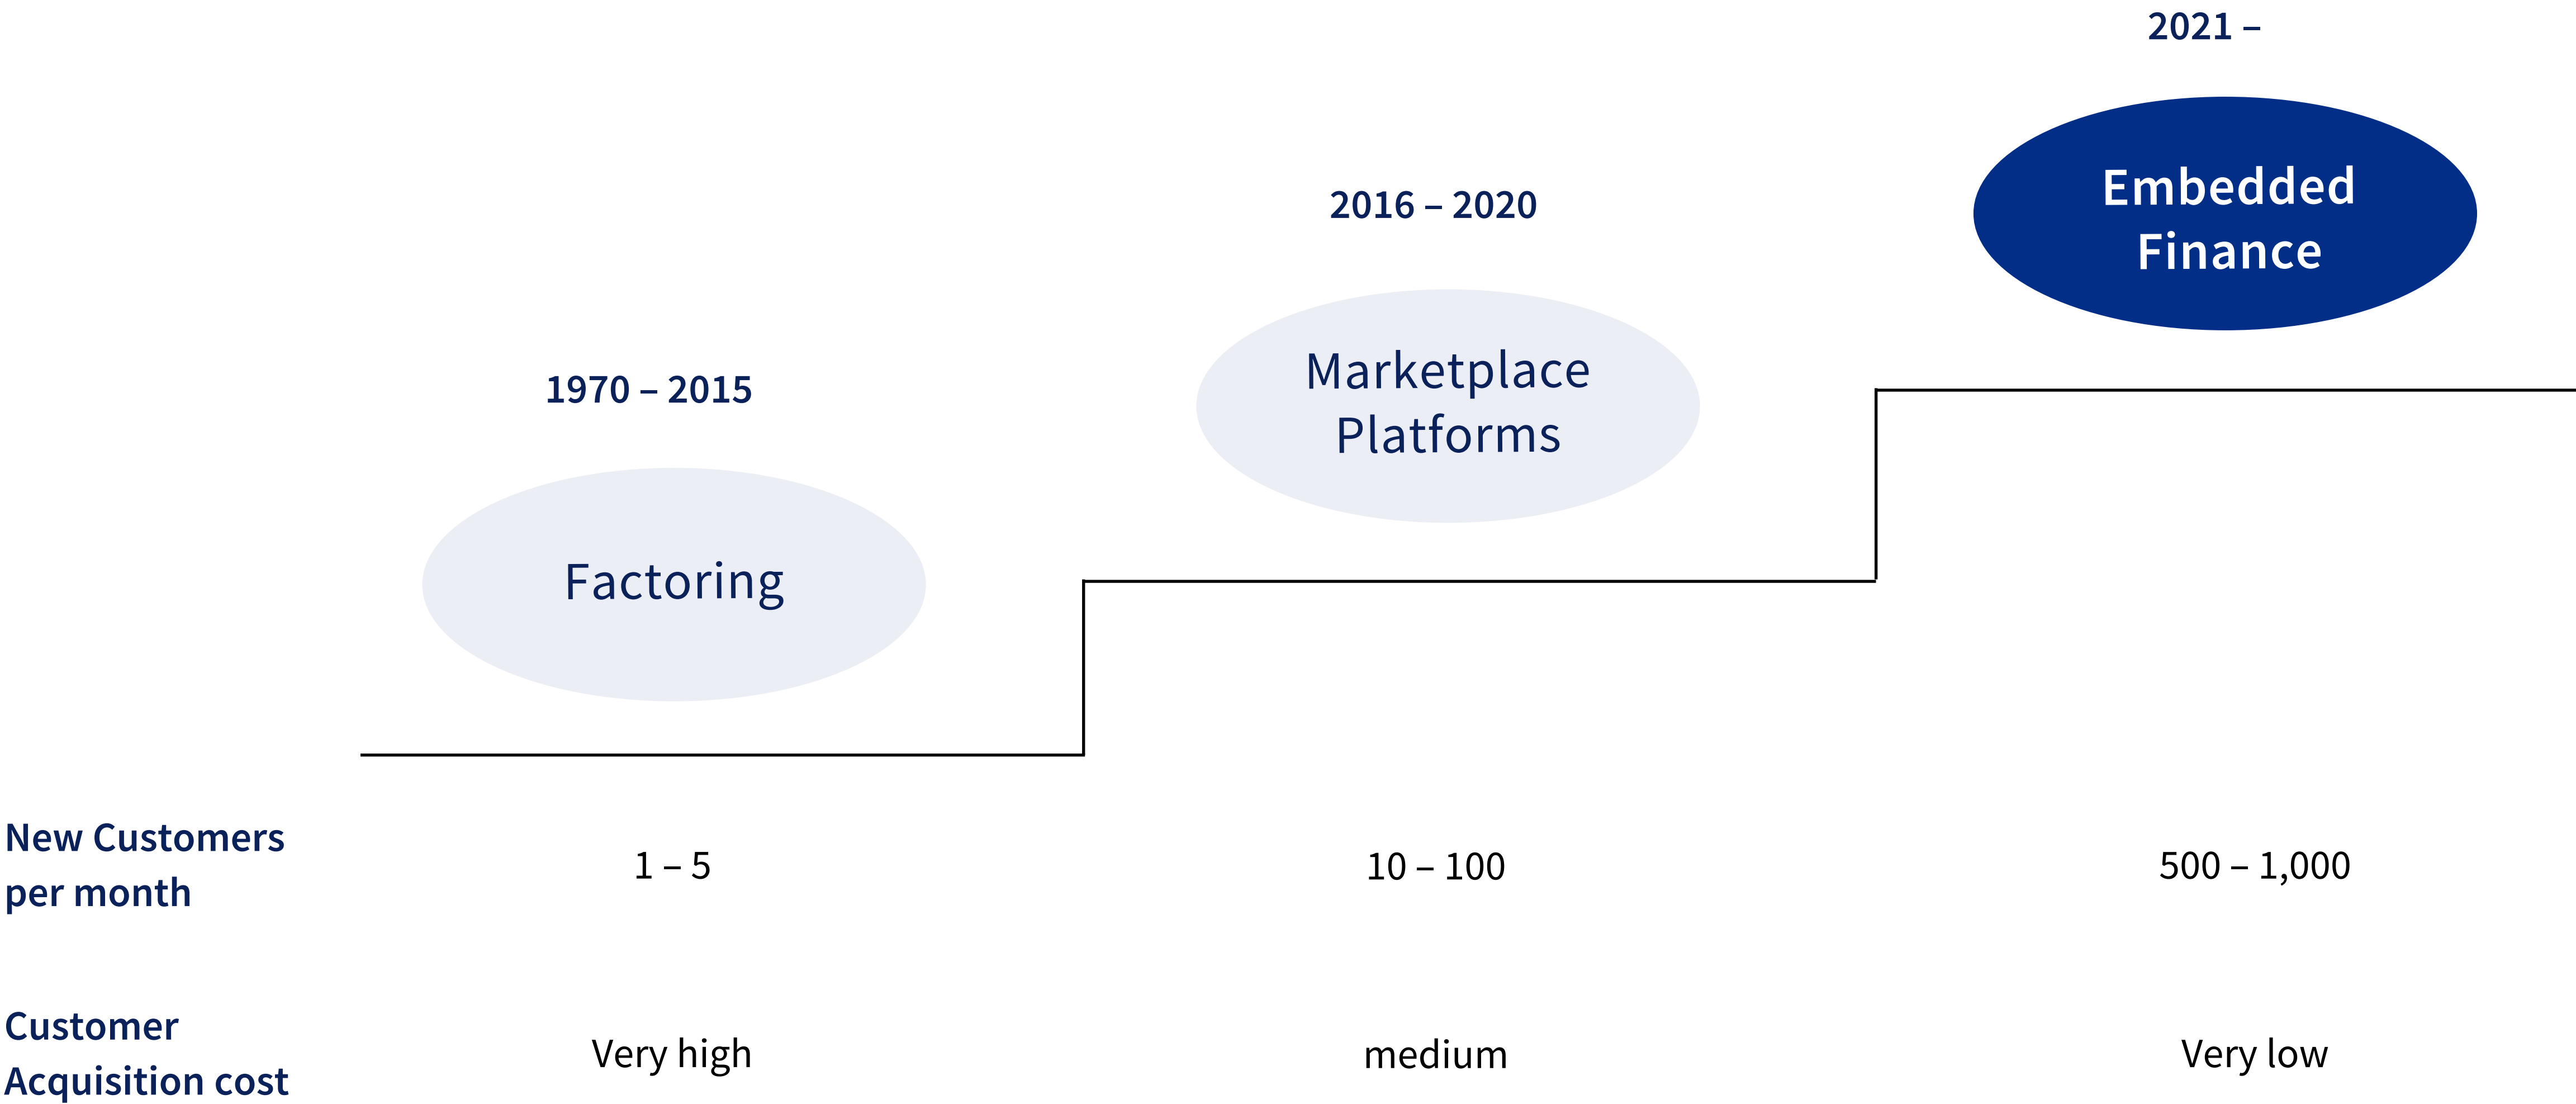 2021 –
Embedded
Finance
2016 – 2020
Marketplace
Platforms
1970 – 2015
Factoring
New Customers
per month
1 – 5
10 – 100
500 – 1,000
Customer
Acquisition cost
Very high
medium
Very low